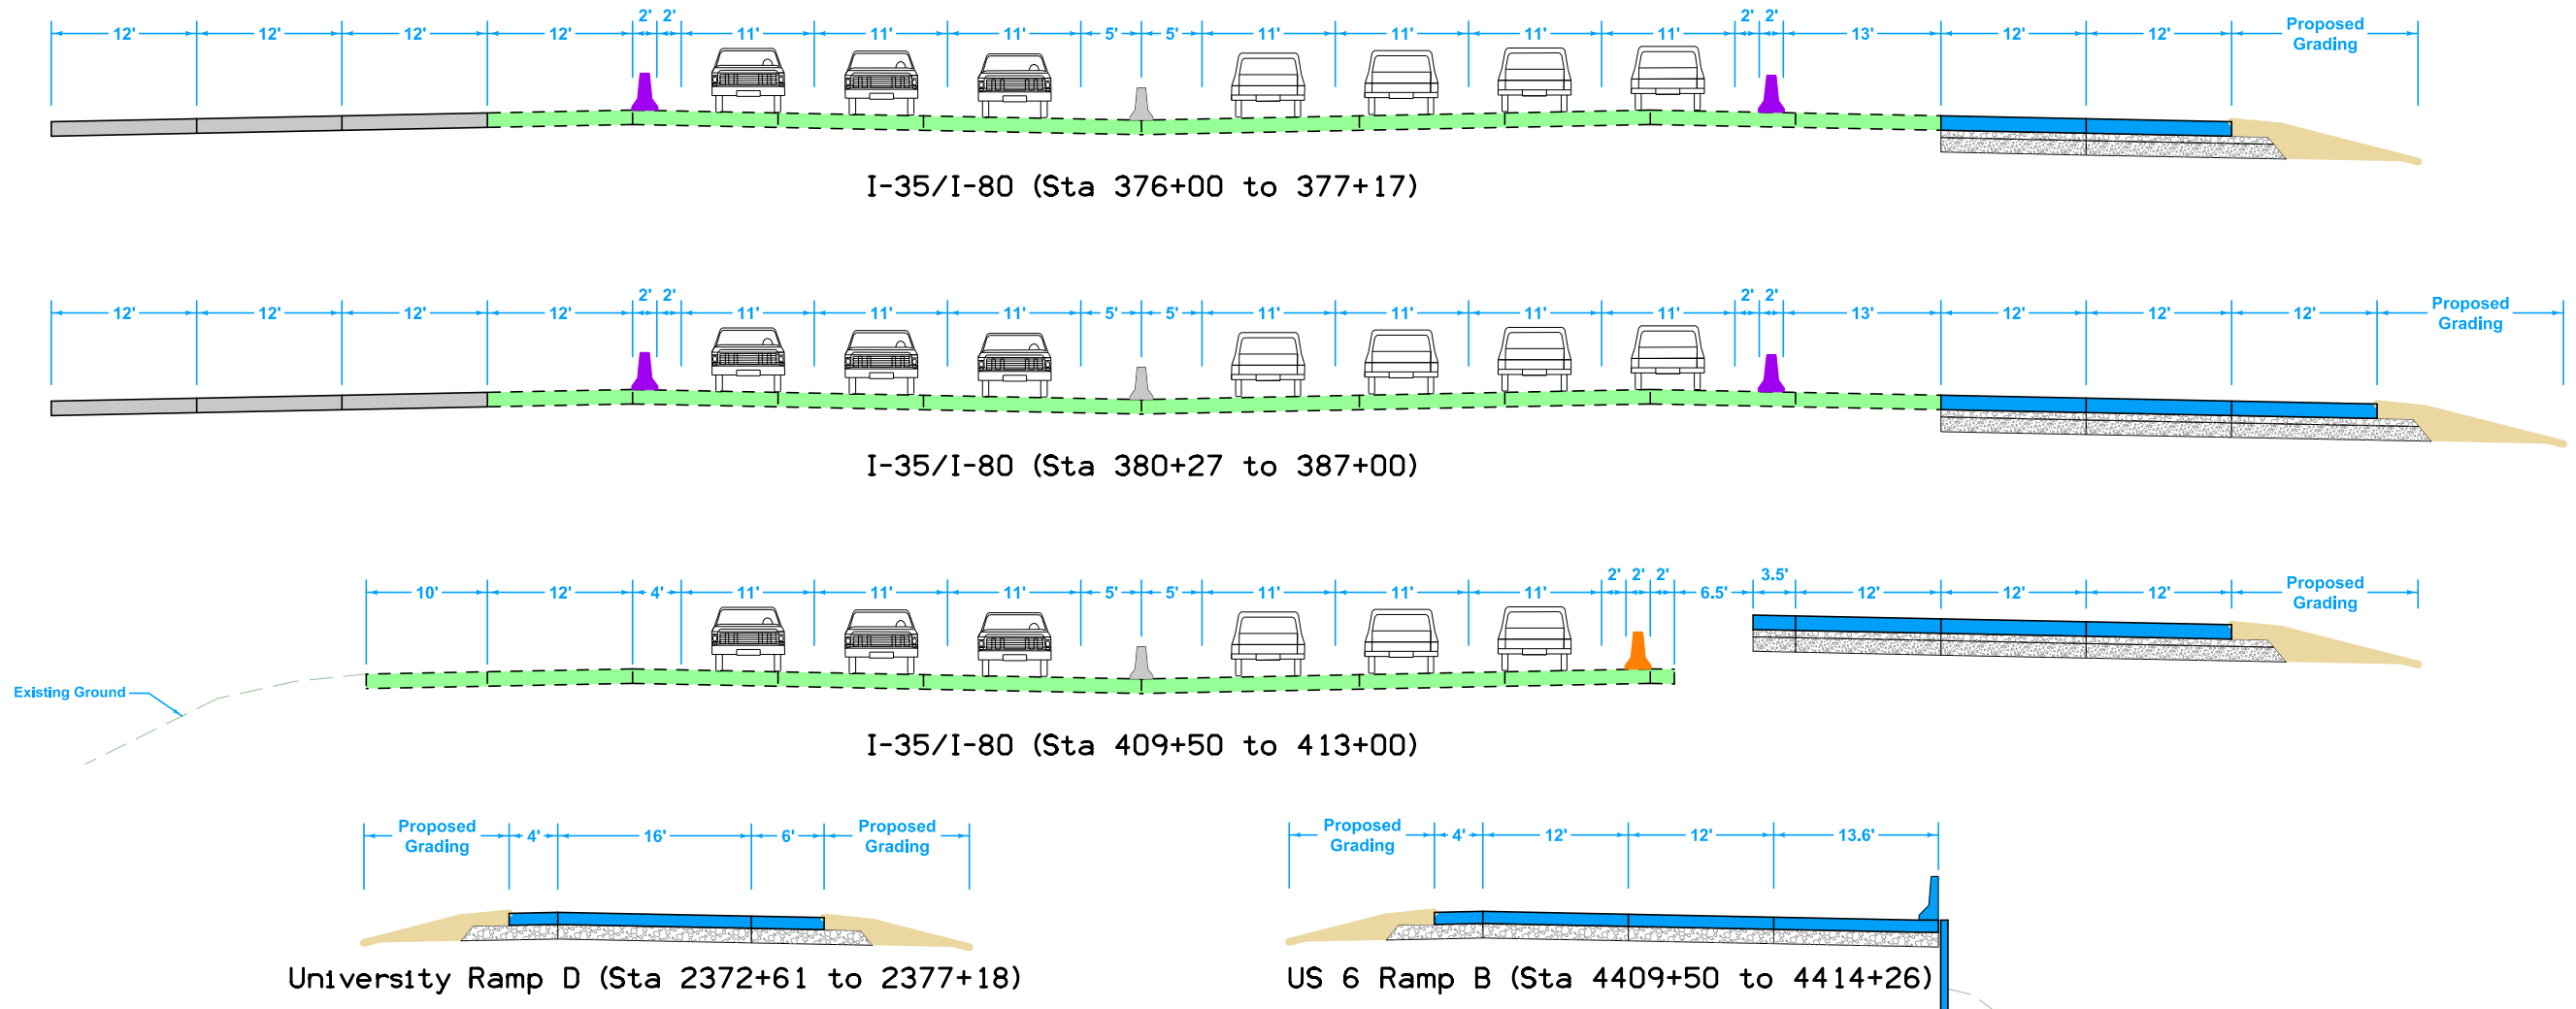 2' 2' 2' 2' Proposed
12' 12' 12' 12' 11' 11' 11' 5' 5' 11' 11' 11' 11' 13' 12' 12' Grading
I-35/I-80 (Sta 376+00 to 377+17)
2' 2' 2' 2' Proposed
12' 12' 12' 12' 11' 11' 11' 5' 5' 11' 11' 11' 11' 13' 12' 12' 12' Grading
I-35/I-80 (Sta 380+27 to 387+00)
2' 2' 2' 3.5' Proposed
10' 12' 4' 11' 11' 11' 5' 5' 11' 11' 11' 6.5' 12' 12' 12' Grading
Existing Ground
I-35/I-80 (Sta 409+50 to 413+00)
Proposed
Grading
4' 16' 6'
Proposed
Grading
University Ramp D (Sta 2372+61 to 2377+18)
Proposed
Grading
4' 12' 12' 13.6'
US 6 Ramp B (Sta 4409+50 to 4414+26)